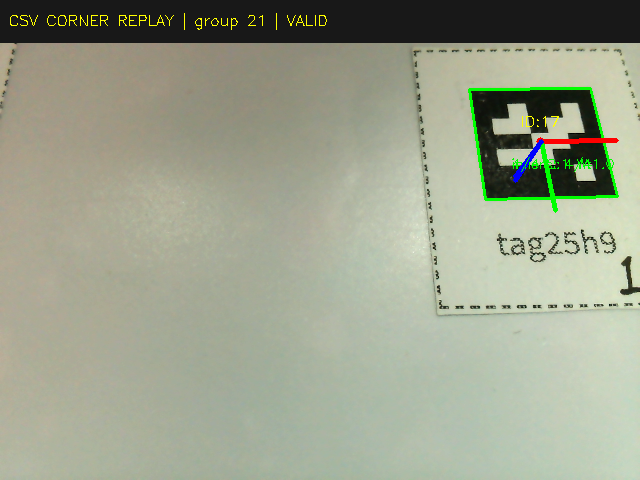 CSV CORNER REPLAY | group 21 | VALID
ID:17
tag25h9
1